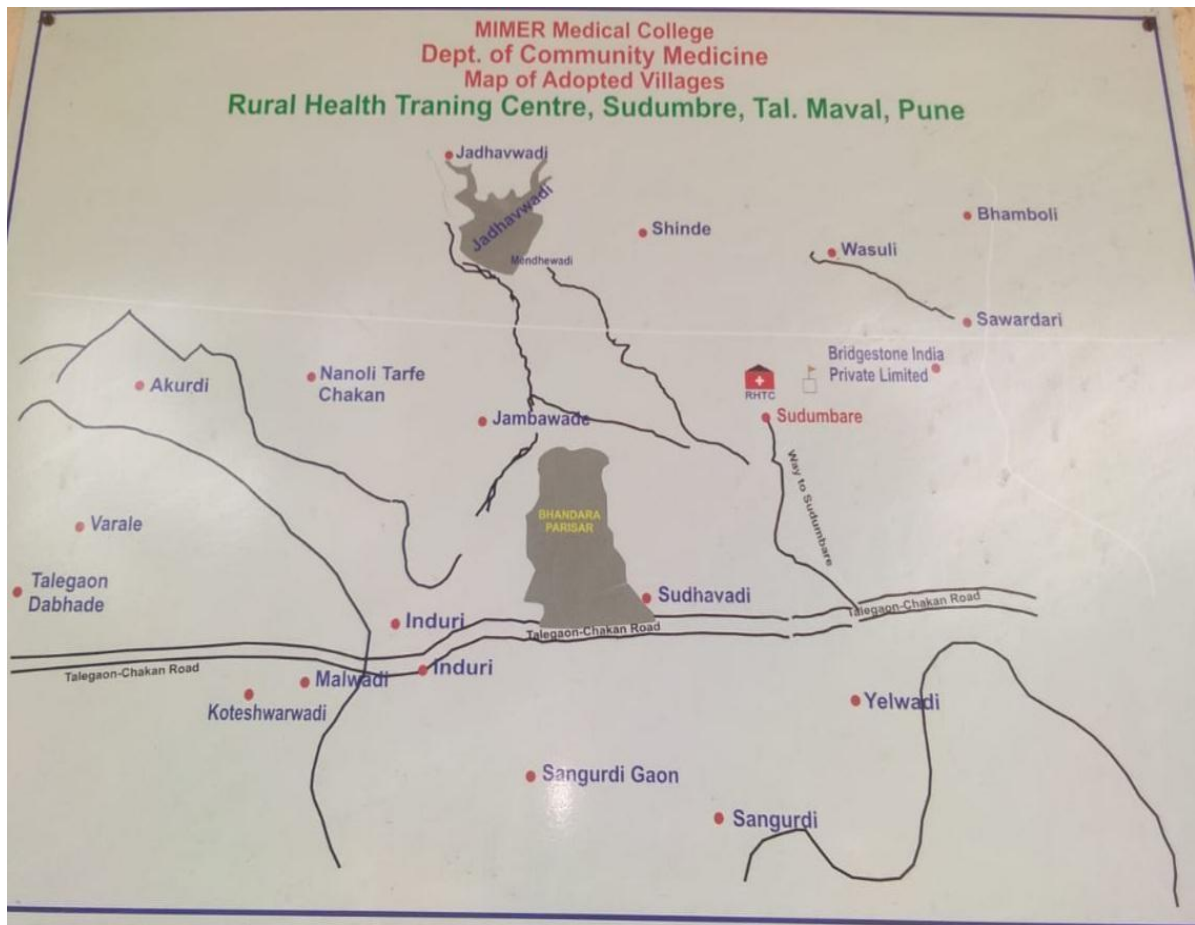 MIMER Medical College
Dept. of Community Medicine
Map of Adopted Villages
Rural Health Traning Centre, Sudumbre, Tal. Maval, Pune
Jadhavwadi
Jadhavwadi
Mendhewadi
Shinde
Bhamboli
Wasuli
Sawardari
Bridgestone India
Private Limited
RHTC
Sudumbare
Akurdi
Nanoli Tarfe
Chakan
Jambawade
Way to Sudumbare
BHANDARA
PARISAR
Varale
Talegaon
Dabhade
Sudhavadi
Talegaon-Chakan Road
Induri
Talegaon-Chakan Road
Induri
Talegaon-Chakan Road
Malwadi
Koteshwarwadi
Yelwadi
Sangurdi Gaon
Sangurdi